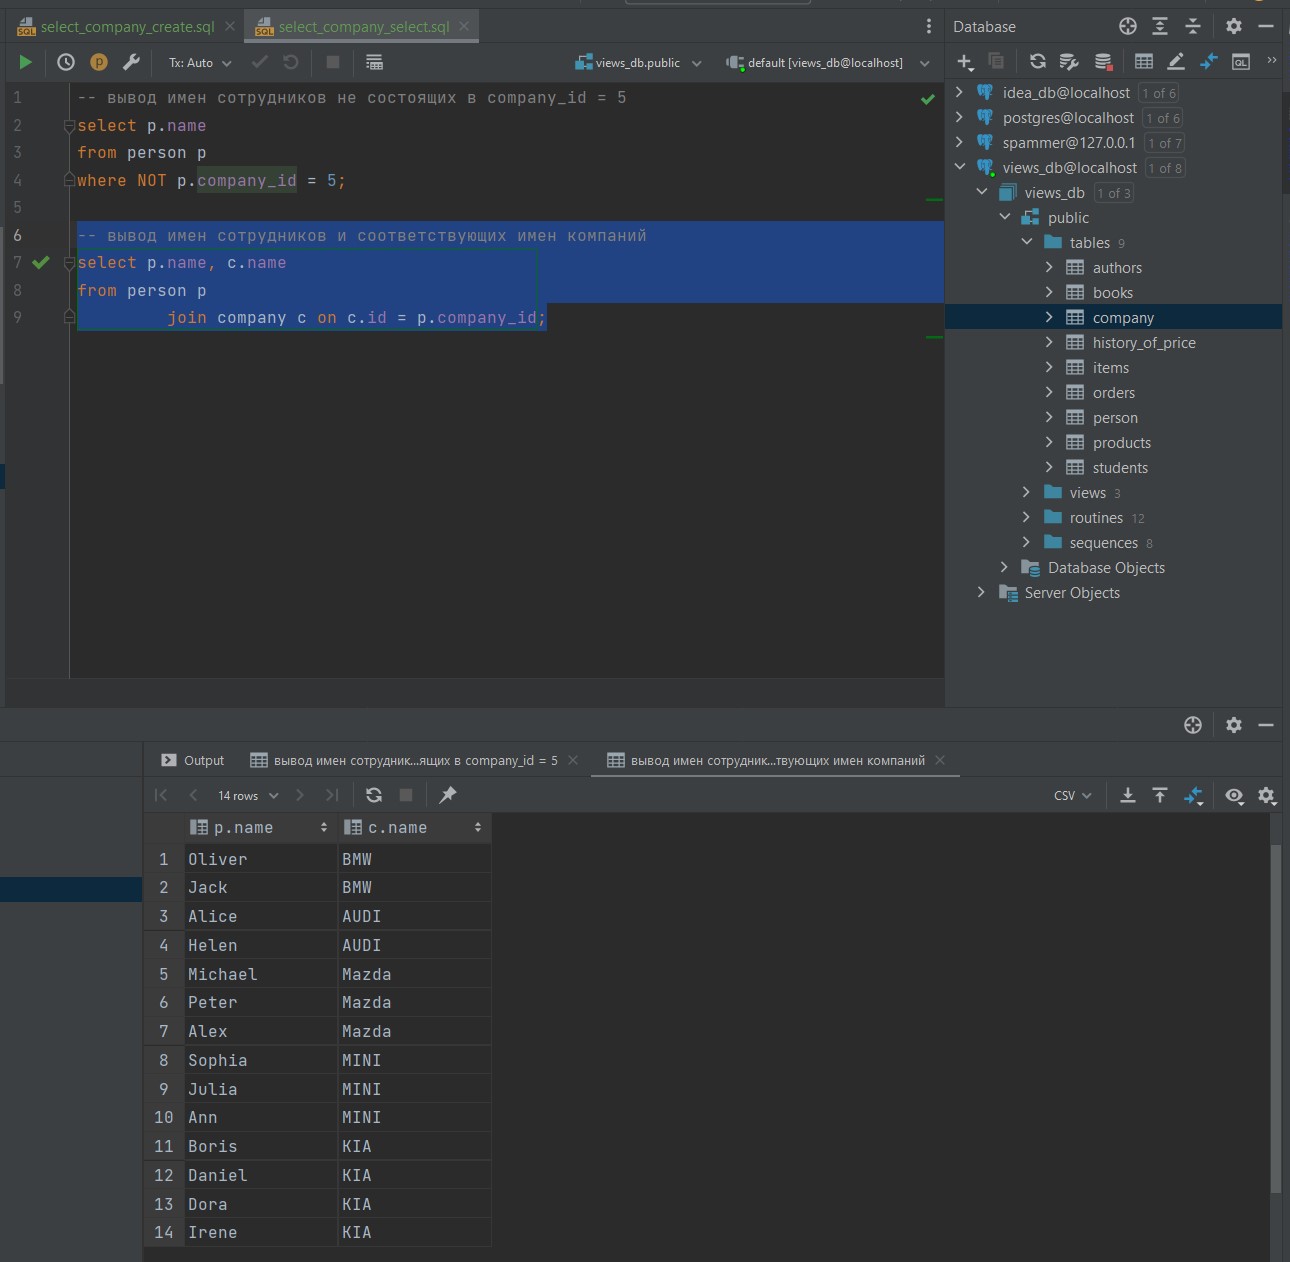 select_company_create.sql
select_company_select.sql
Tx: Auto
views_db.public
default [views_db@localhost]
1 -- вывод имен сотрудников не состоящих в company_id = 5
2 select p.name
3 from person p
4 where NOT p.company_id = 5;
5
6 -- вывод имен сотрудников и соответствующих имен компаний
7 select p.name, c.name
8 from person p
9 join company c on c.id = p.company_id;
Database
idea_db@localhost 1 of 6
postgres@localhost 1 of 6
spammer@127.0.0.1 1 of 7
views_db@localhost 1 of 8
views_db 1 of 3
public
tables 9
authors
books
company
history_of_price
items
orders
person
products
students
views 3
routines 12
sequences 8
Database Objects
Server Objects
Output
вывод имен сотрудник...ящих в company_id = 5
вывод имен сотрудник...твующих имен компаний
14 rows
CSV
p.name c.name
1 Oliver BMW
2 Jack BMW
3 Alice AUDI
4 Helen AUDI
5 Michael Mazda
6 Peter Mazda
7 Alex Mazda
8 Sophia MINI
9 Julia MINI
10 Ann MINI
11 Boris KIA
12 Daniel KIA
13 Dora KIA
14 Irene KIA